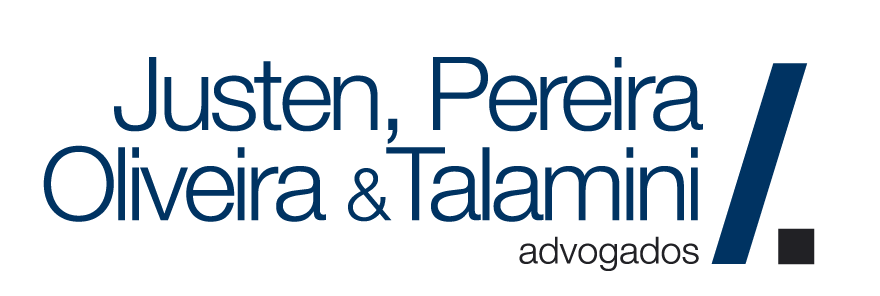 Justen, Pereira
Oliveira & Talamini
advogados